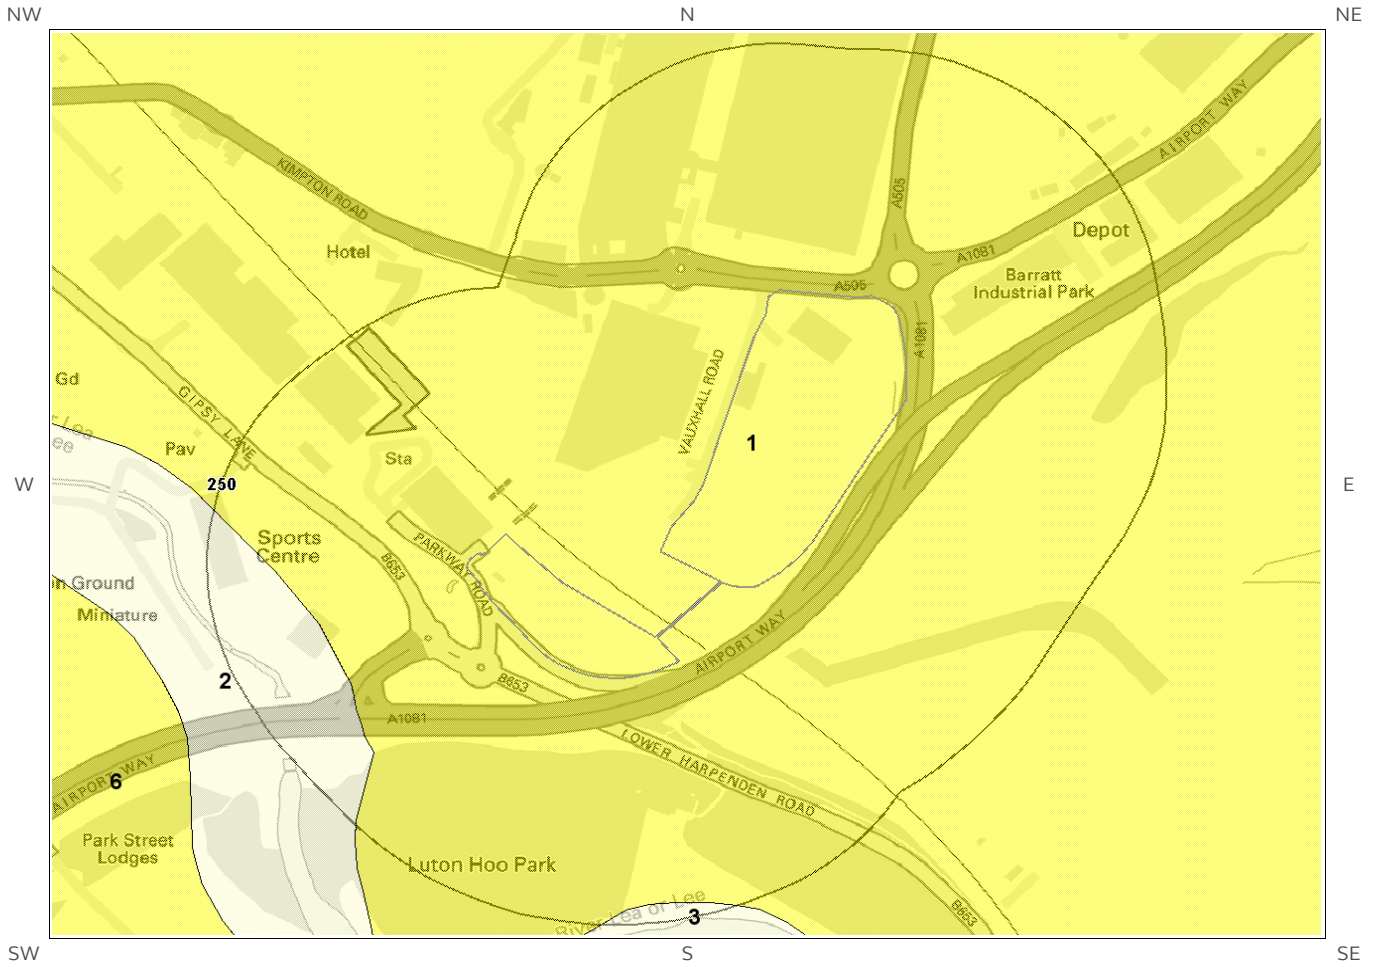 NW
N
NE
AIRPORT WAY
KIMPTON ROAD
A505
Depot
Hotel
A1081
Barratt
Industrial Park
A505
A1081
VAUXHALL ROAD
Gd
GIPSY LANE
r Lea
ee
Pav
1
Sta
W
250
E
Sports
Centre
PARKWAY ROAD
B653
n Ground
Miniature
AIRPORT WAY
2
B653
A1081
LOWER HARPENDEN ROAD
6
AIRPORT WAY
Park Street
Lodges
Luton Hoo Park
River Lea or Lee
3
B653
SW
S
SE